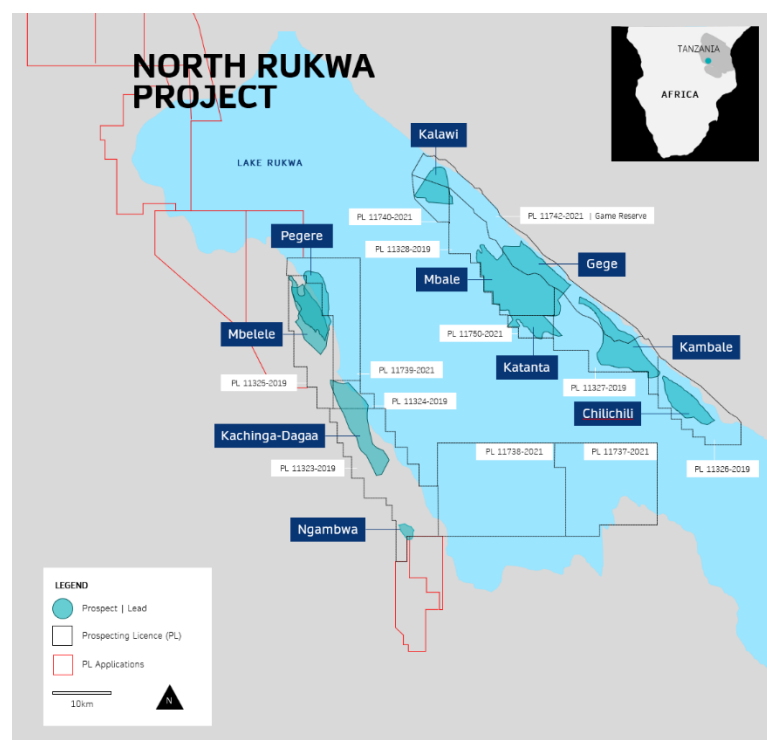 NORTH RUKWA
PROJECT
TANZANIA
AFRICA
LAKE RUKWA
Kalawi
PL 11740-2021
PL 11742-2021 | Game Reserve
PL 11328-2019
Pegere
Gege
Mbale
Mbelele
PL 11750-2021
Kambale
Katanta
PL 11739-2021
PL 11325-2019
PL 11327-2019
PL 11324-2019
Chilichili
Kachinga-Dagaa
PL 11738-2021
PL 11737-2021
PL 11323-2019
PL 11326-2019
Ngambwa
LEGEND
Prospect | Lead
Prospecting Licence (PL)
PL Applications
10km
N